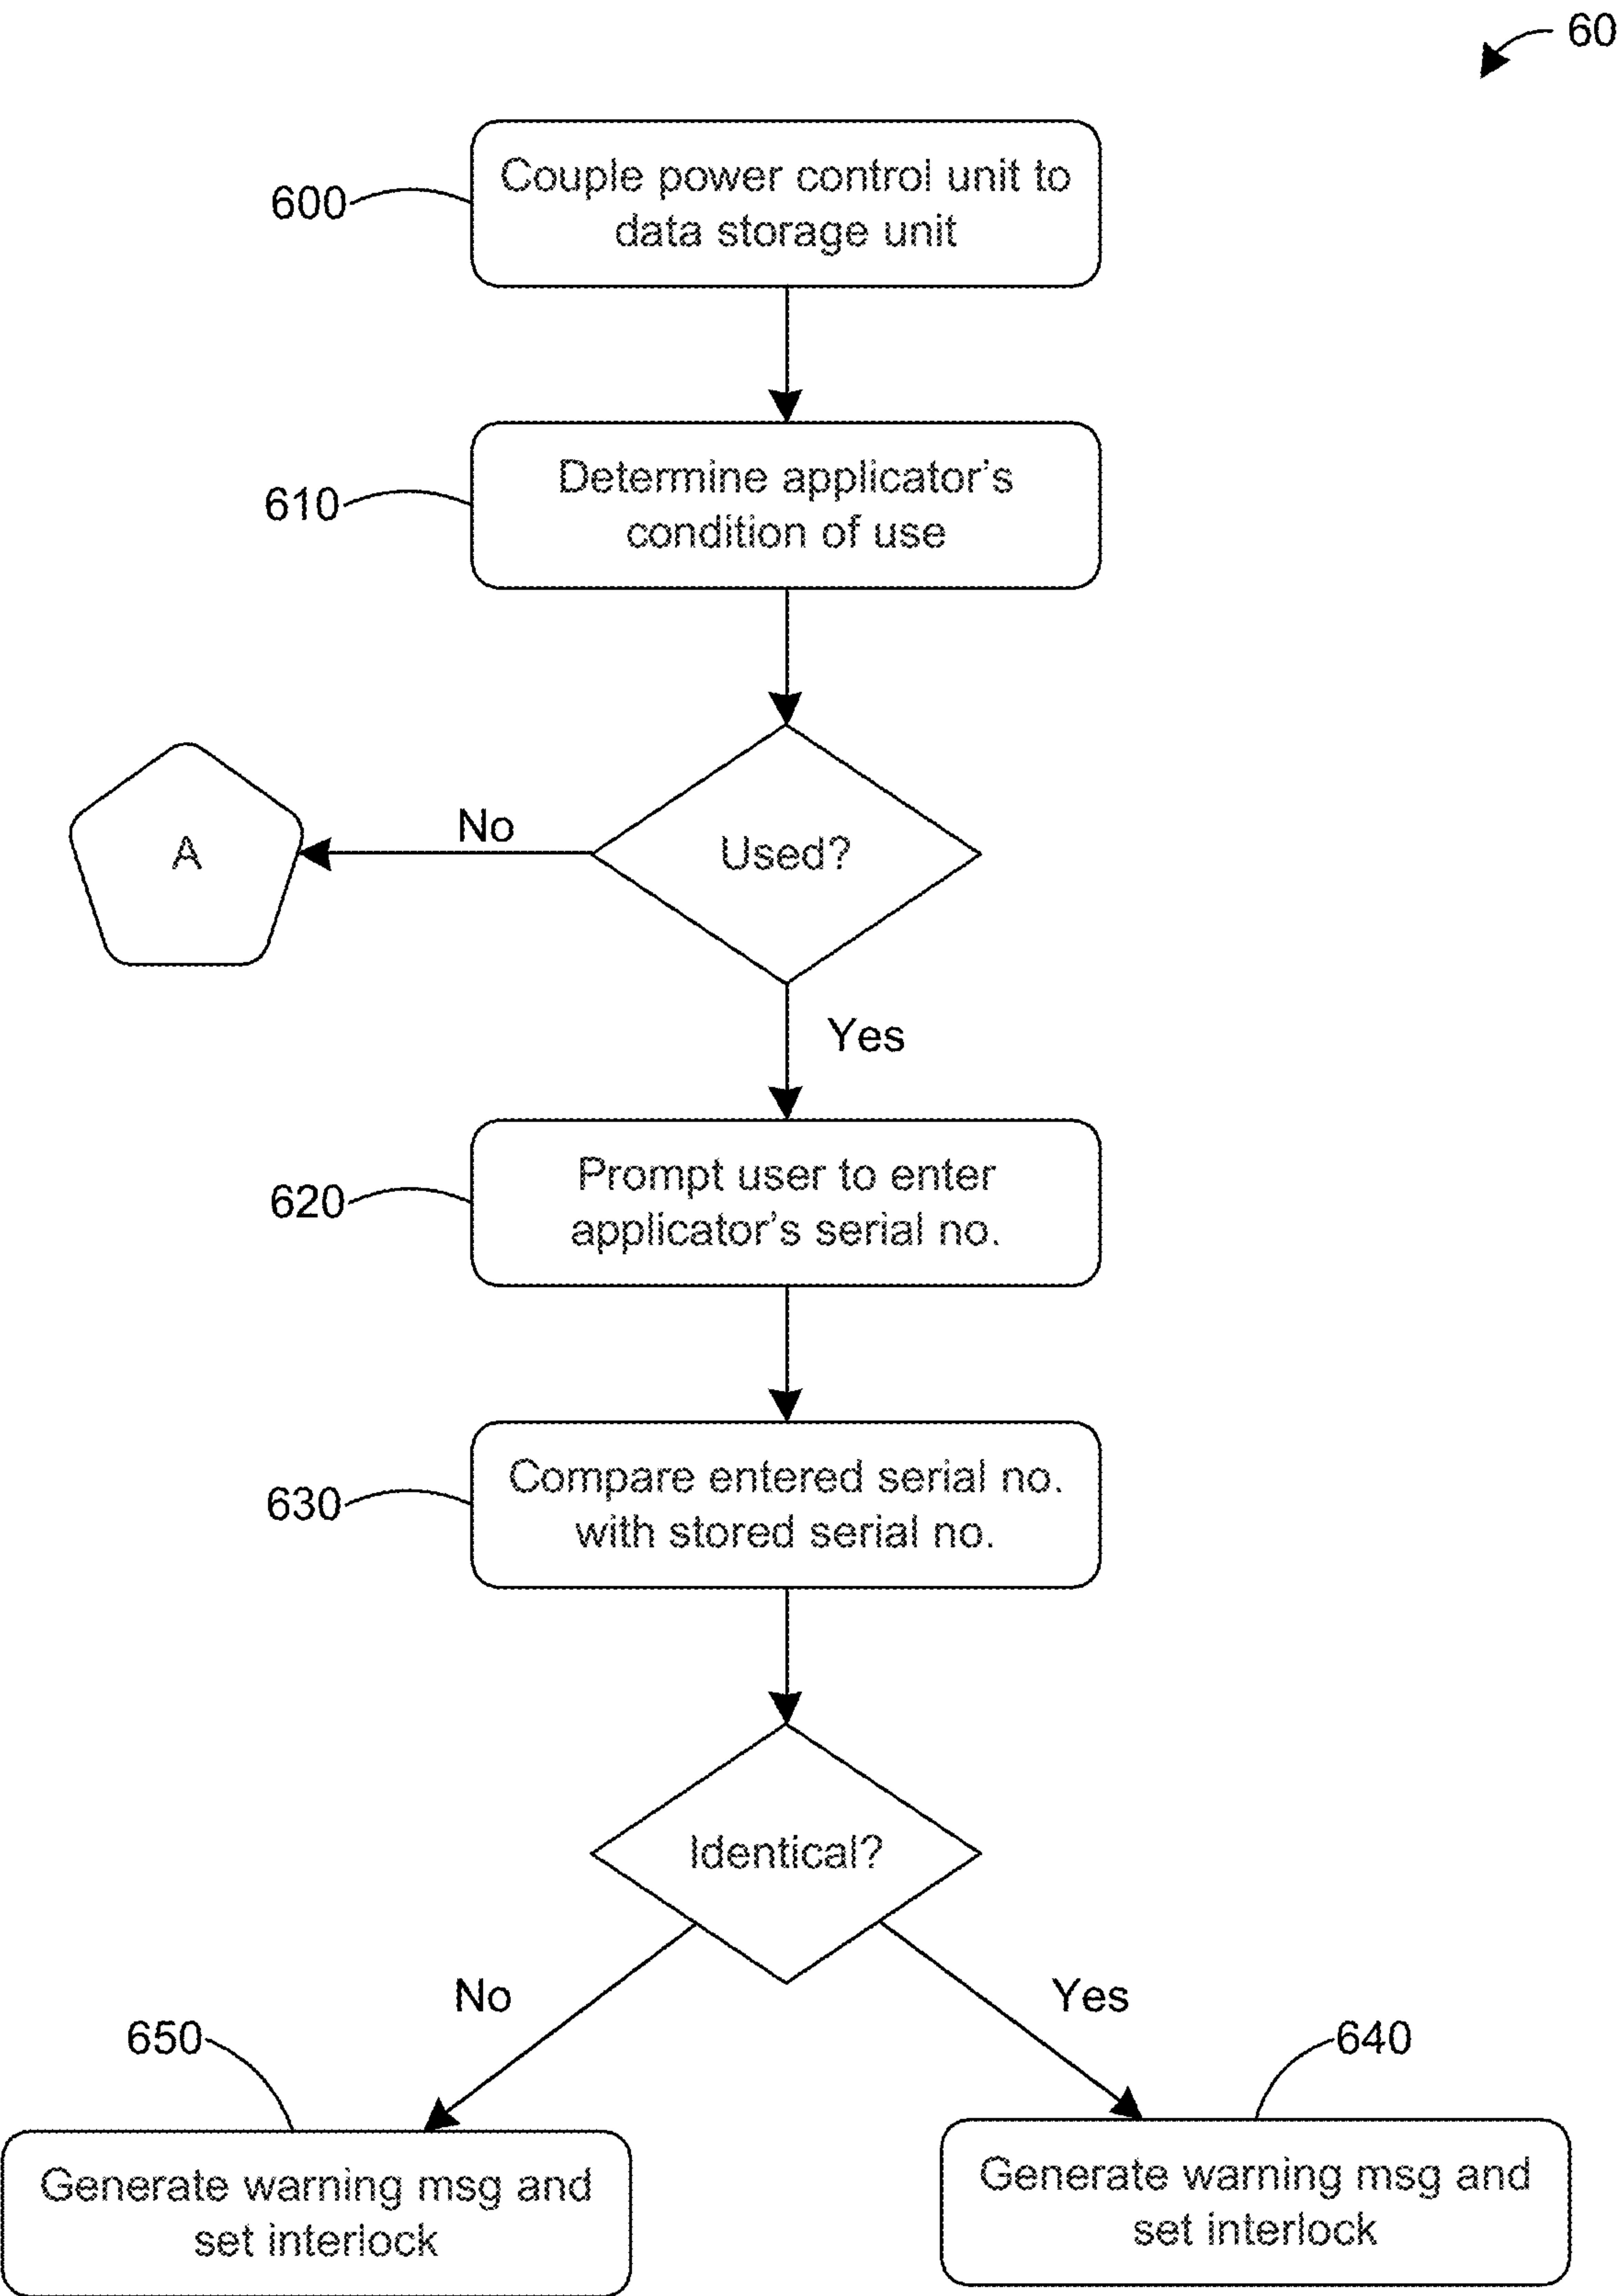 60
600
Couple power control unit to
data storage unit
610
Determine applicator's
condition of use
A
No
Used?
Yes
620
Prompt user to enter
applicator's serial no.
630
Compare entered serial no.
with stored serial no.
Identical?
No
Yes
650
640
Generate warning msg and
set interlock
Generate warning msg and
set interlock